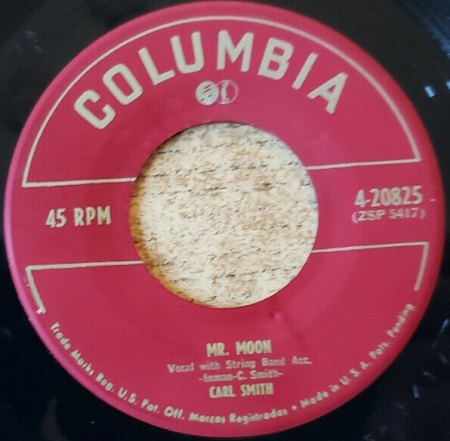 COLUMBIA
45 RPM
4-20825
(ZSP 5417)
MR. MOON
Vocal with String Band Acc.
-Inman-C. Smith-
CARL SMITH
Trade Marks Reg. U.S. Pat. Off. Marcas Registradas • Made in U.S.A. Pats. Pending